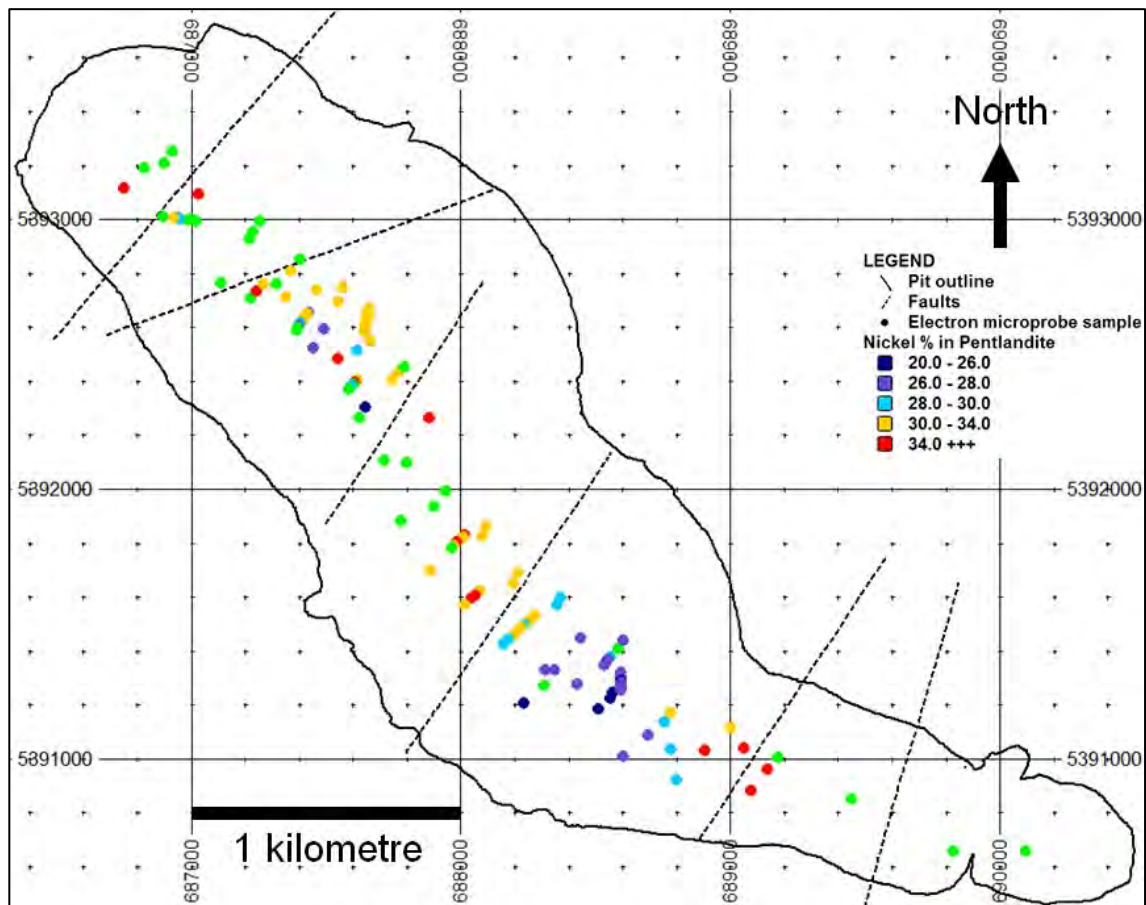 687000
688000
689000
690000
North
5393000
5393000
LEGEND
Pit outline
Faults
Electron microprobe sample
Nickel % in Pentlandite
20.0 - 26.0
26.0 - 28.0
28.0 - 30.0
30.0 - 34.0
34.0 +++
5392000
5392000
5391000
5391000
1 kilometre
687000
688000
689000
690000